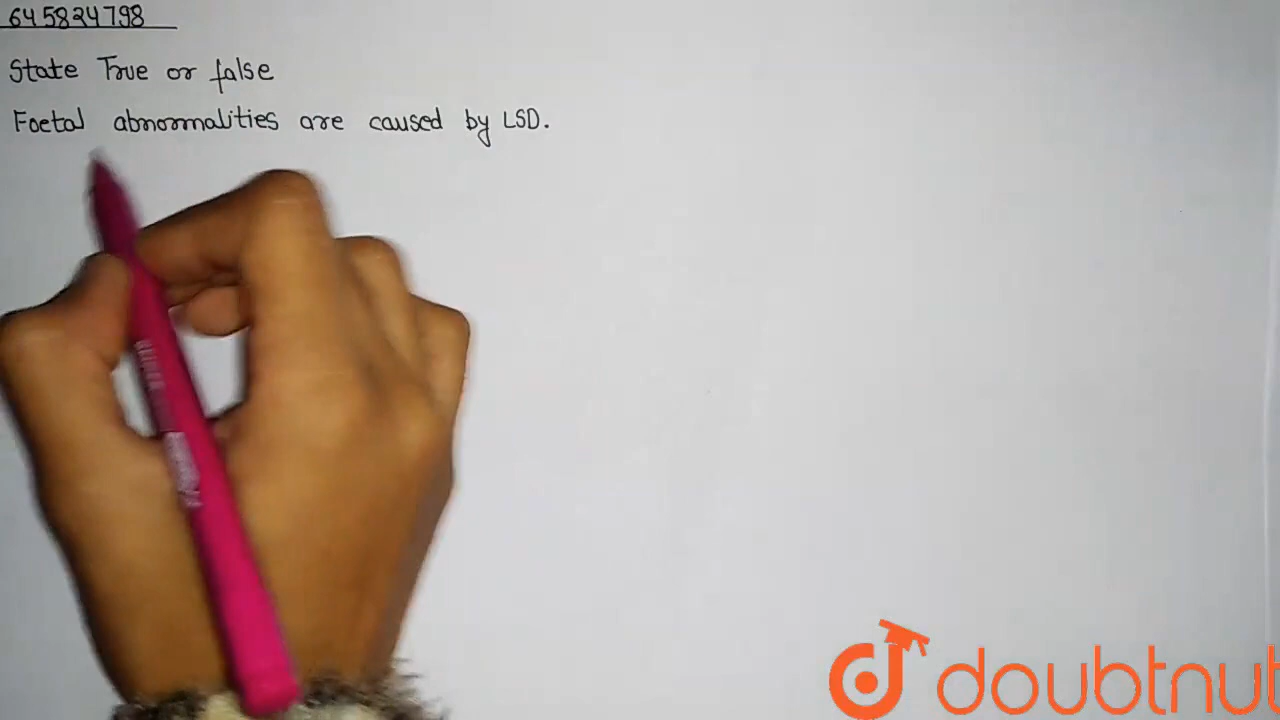 645824798
State True or false
Foetal abnormalities are caused by LSD.
doubtnut